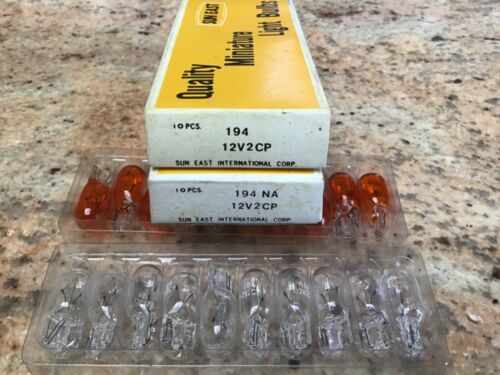 SUN EAST
Quality
Miniature
Light Bulbs
10 PCS. 194
12V2CP
SUN EAST INTERNATIONAL CORP.
10 PCS. 194 NA
12V2CP
SUN EAST INTERNATIONAL CORP.